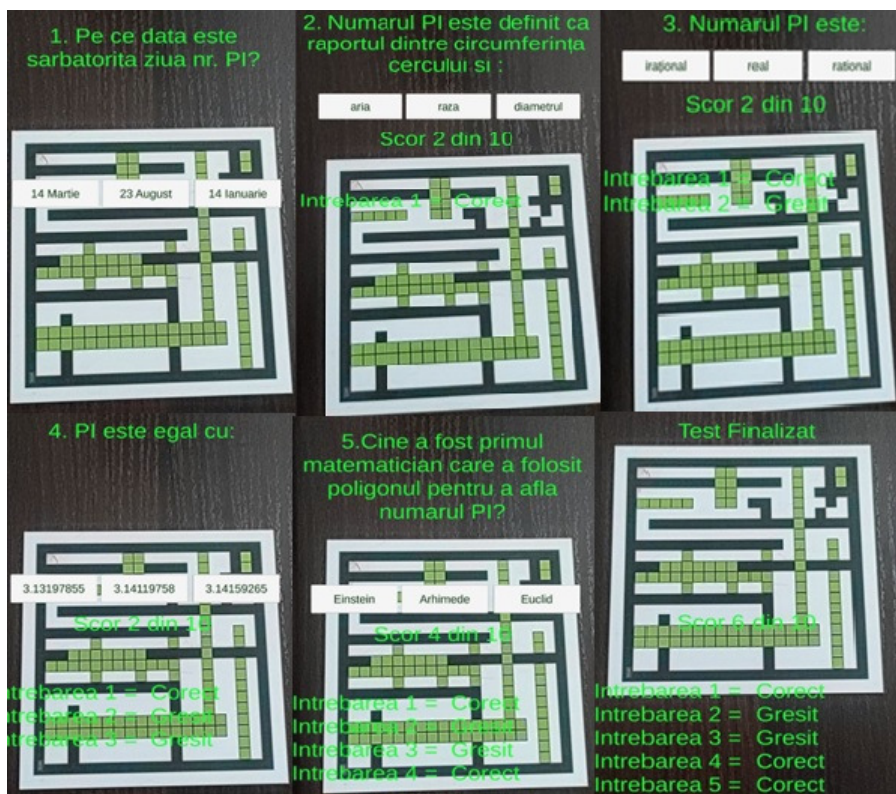 1. Pe ce data este
sarbatorita ziua nr. PI?
14 Martie 23 August 14 Ianuarie
2. Numarul PI este definit ca
raportul dintre circumferința
cercului si :
aria raza diametrul
Scor 2 din 10
Intrebarea 1 = Corect
3. Numarul PI este:
irațional real rational
Scor 2 din 10
Intrebarea 1 = Corect
Intrebarea 2 = Gresit
4. PI este egal cu:
3.13197855 3.14119758 3.14159265
Scor 2 din 10
Intrebarea 1 = Corect
Intrebarea 2 = Gresit
Intrebarea 3 = Gresit
5.Cine a fost primul
matematician care a folosit
poligonul pentru a afla
numarul PI?
Einstein Arhimede Euclid
Scor 4 din 10
Intrebarea 1 = Corect
Intrebarea 2 = Gresit
Intrebarea 3 = Gresit
Intrebarea 4 = Corect
Test Finalizat
Scor 6 din 10
Intrebarea 1 = Corect
Intrebarea 2 = Gresit
Intrebarea 3 = Gresit
Intrebarea 4 = Corect
Intrebarea 5 = Corect